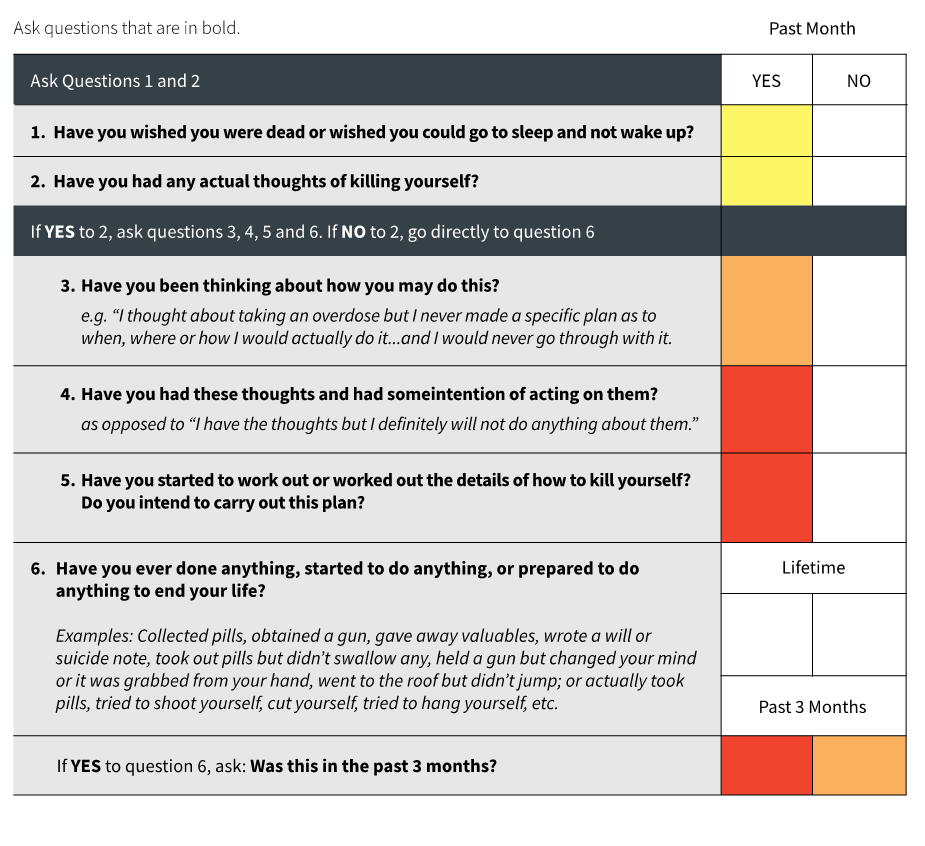 Ask questions that are in bold.
Past Month
Ask Questions 1 and 2
YES
NO
1. Have you wished you were dead or wished you could go to sleep and not wake up?
2. Have you had any actual thoughts of killing yourself?
If YES to 2, ask questions 3, 4, 5 and 6. If NO to 2, go directly to question 6
3. Have you been thinking about how you may do this?
e.g. “I thought about taking an overdose but I never made a specific plan as to
when, where or how I would actually do it...and I would never go through with it.
4. Have you had these thoughts and had someintention of acting on them?
as opposed to “I have the thoughts but I definitely will not do anything about them.”
5. Have you started to work out or worked out the details of how to kill yourself?
Do you intend to carry out this plan?
6. Have you ever done anything, started to do anything, or prepared to do
anything to end your life?
Lifetime
Examples: Collected pills, obtained a gun, gave away valuables, wrote a will or
suicide note, took out pills but didn’t swallow any, held a gun but changed your mind
or it was grabbed from your hand, went to the roof but didn’t jump; or actually took
pills, tried to shoot yourself, cut yourself, tried to hang yourself, etc.
Past 3 Months
If YES to question 6, ask: Was this in the past 3 months?